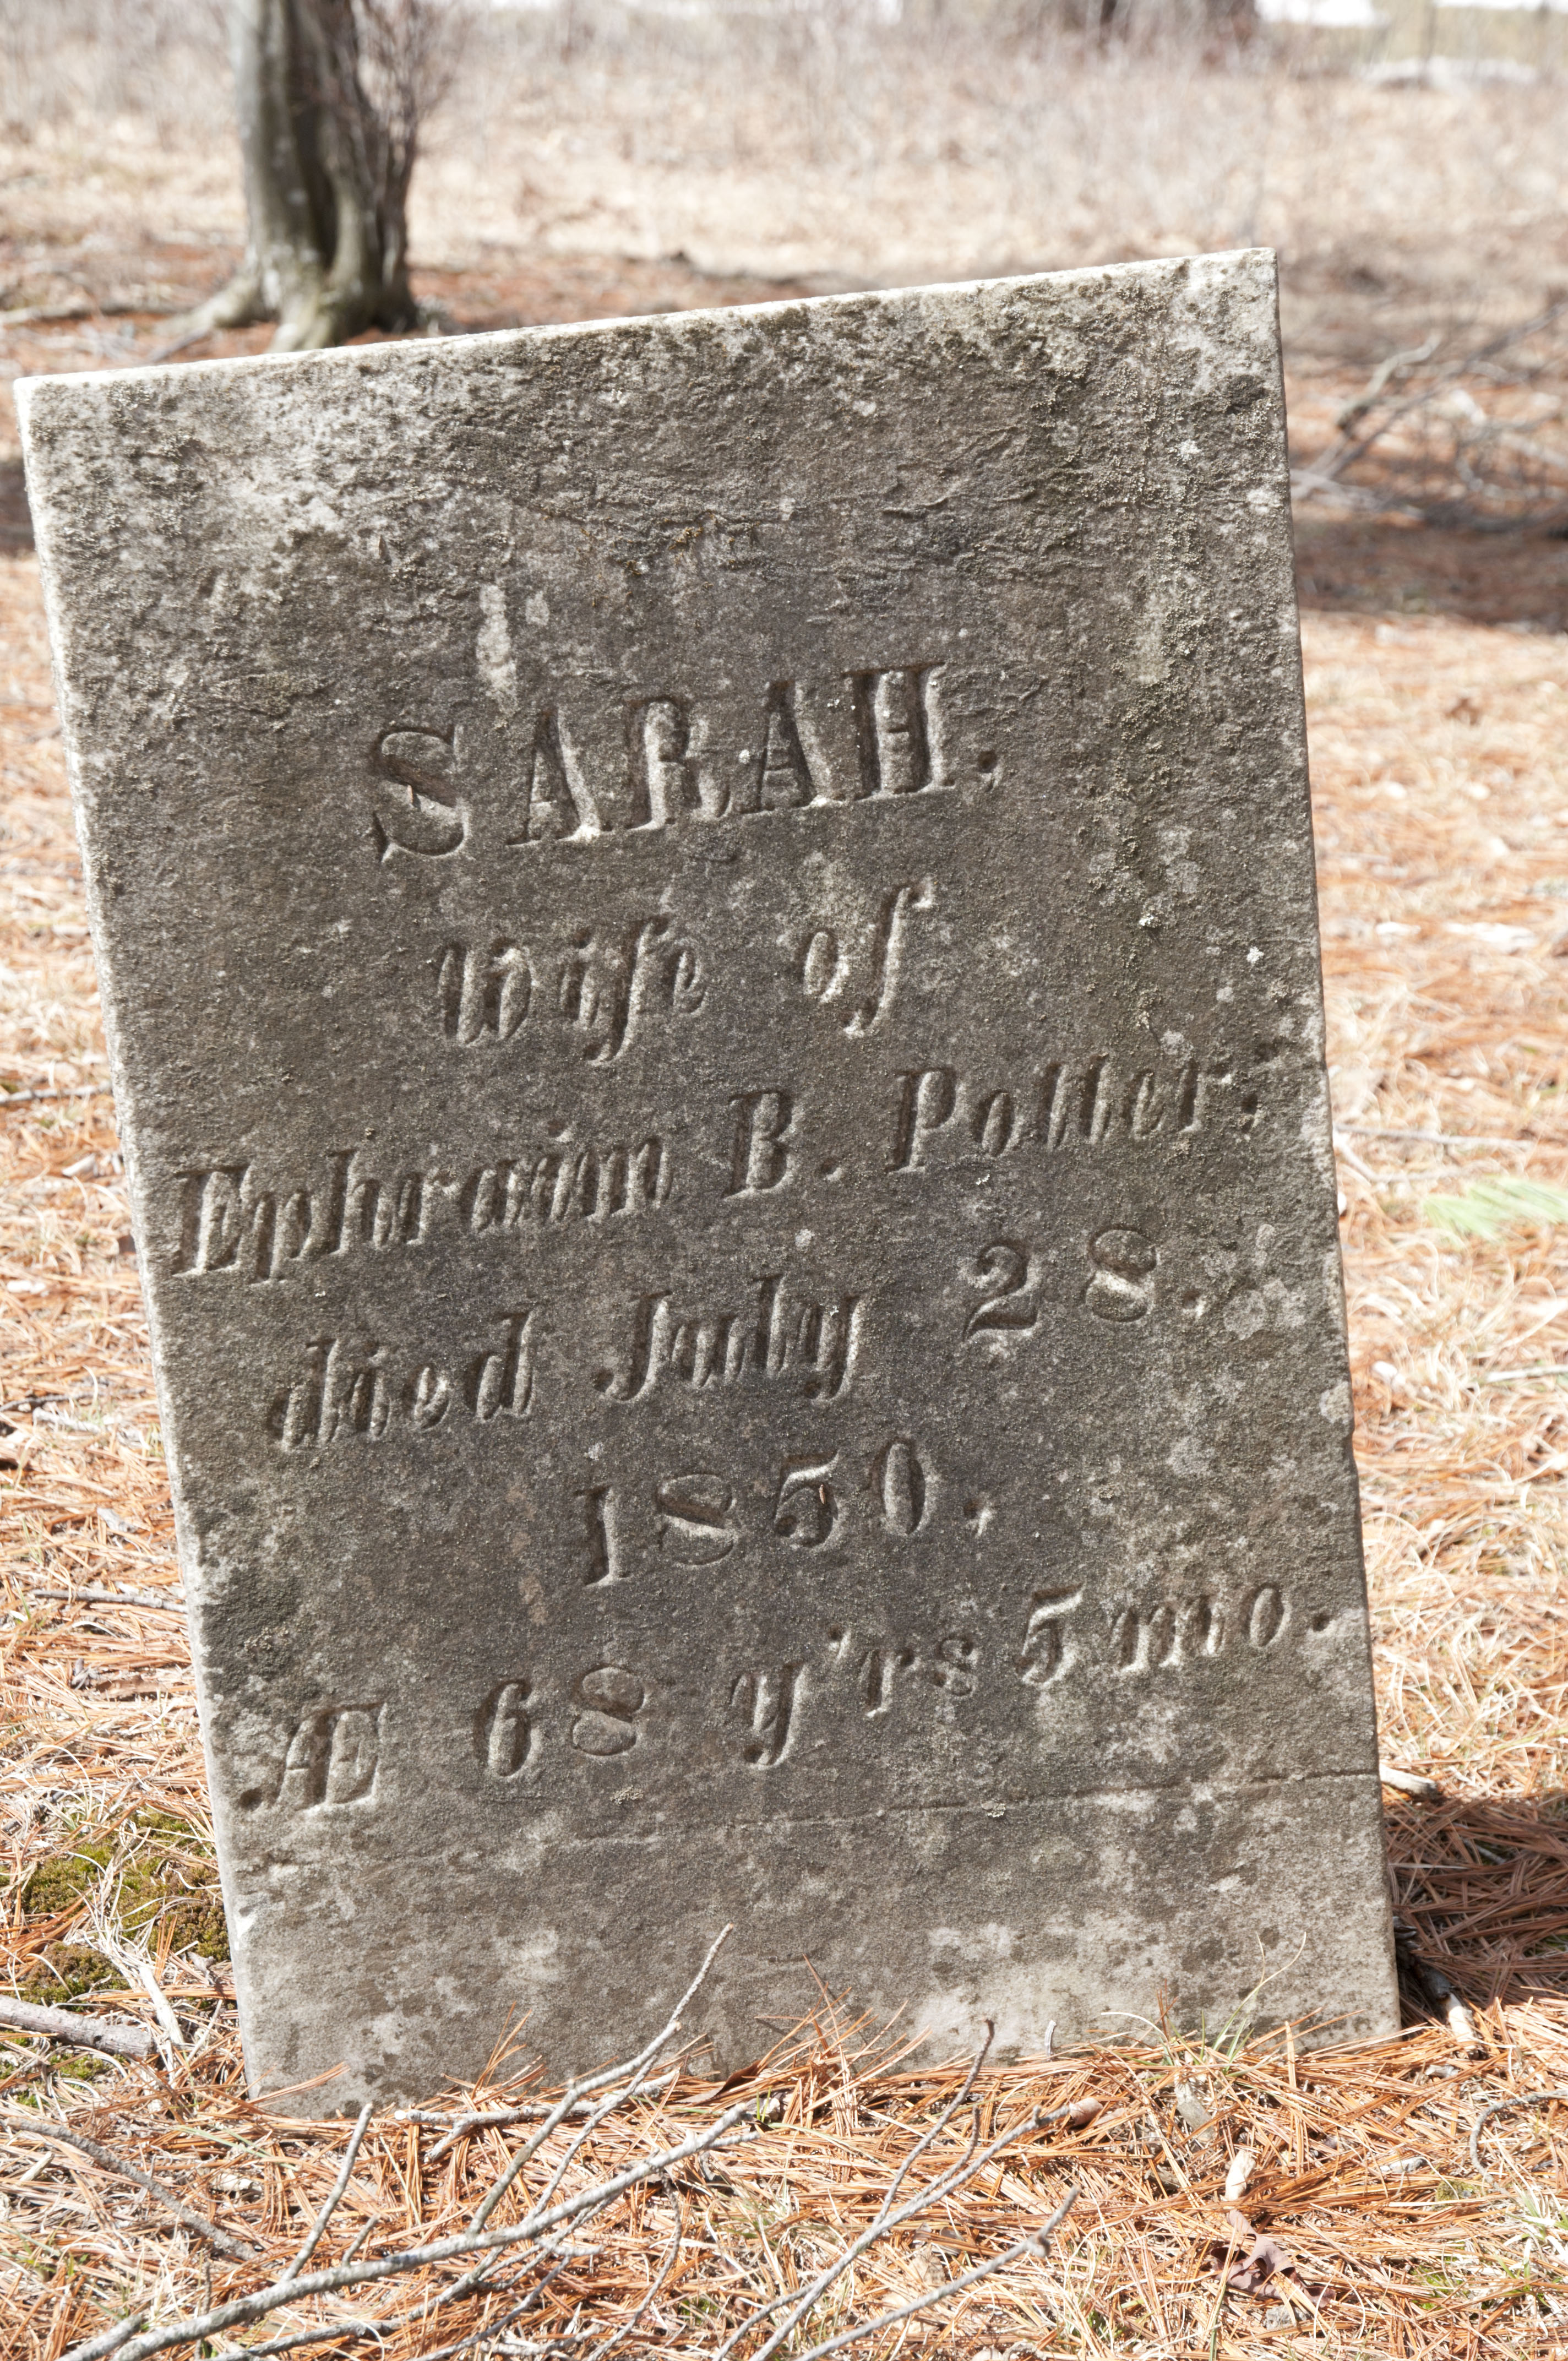 SARAH,
wife of
Ephraim B. Potter,
died July 28,
1850,
Æ 68 y'rs 5 mo.